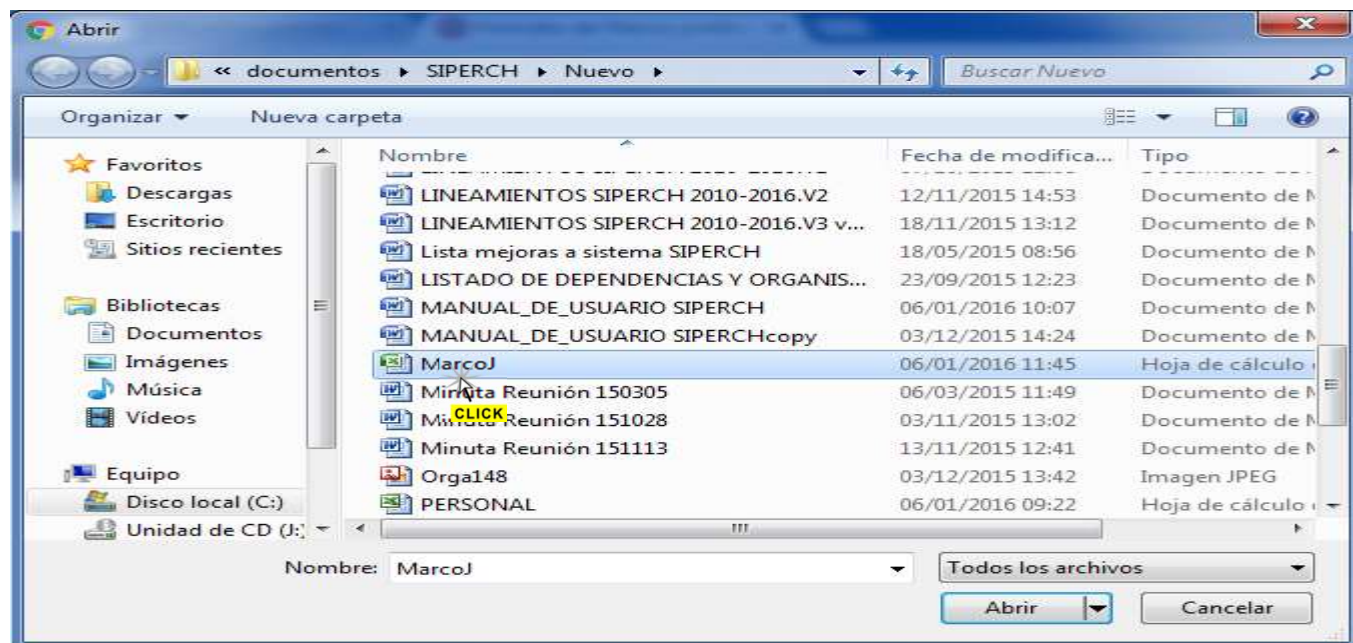 Abrir
« documentos ▸ SIPERCH ▸ Nuevo ▸ Buscar Nuevo
Organizar Nueva carpeta
Favoritos
Descargas
Escritorio
Sitios recientes
Bibliotecas
Documentos
Imágenes
Música
Vídeos
Equipo
Disco local (C:)
Unidad de CD (J:)
Nombre Fecha de modifica... Tipo
LINEAMIENTOS SIPERCH 2010-2016.V2 12/11/2015 14:53 Documento de M
LINEAMIENTOS SIPERCH 2010-2016.V3 v... 18/11/2015 13:12 Documento de M
Lista mejoras a sistema SIPERCH 18/05/2015 08:56 Documento de M
LISTADO DE DEPENDENCIAS Y ORGANIS... 23/09/2015 12:23 Documento de M
MANUAL_DE_USUARIO SIPERCH 06/01/2016 10:07 Documento de M
MANUAL_DE_USUARIO SIPERCHcopy 03/12/2015 14:24 Documento de M
MarcoJ 06/01/2016 11:45 Hoja de cálculo
Minuta Reunión 150305 06/03/2015 11:49 Documento de M
CLICK
Minuta Reunión 151028 03/11/2015 13:02 Documento de M
Minuta Reunión 151113 13/11/2015 12:41 Documento de M
Orga148 03/12/2015 13:42 Imagen JPEG
PERSONAL 06/01/2016 09:22 Hoja de cálculo
Nombre: MarcoJ Todos los archivos
Abrir Cancelar